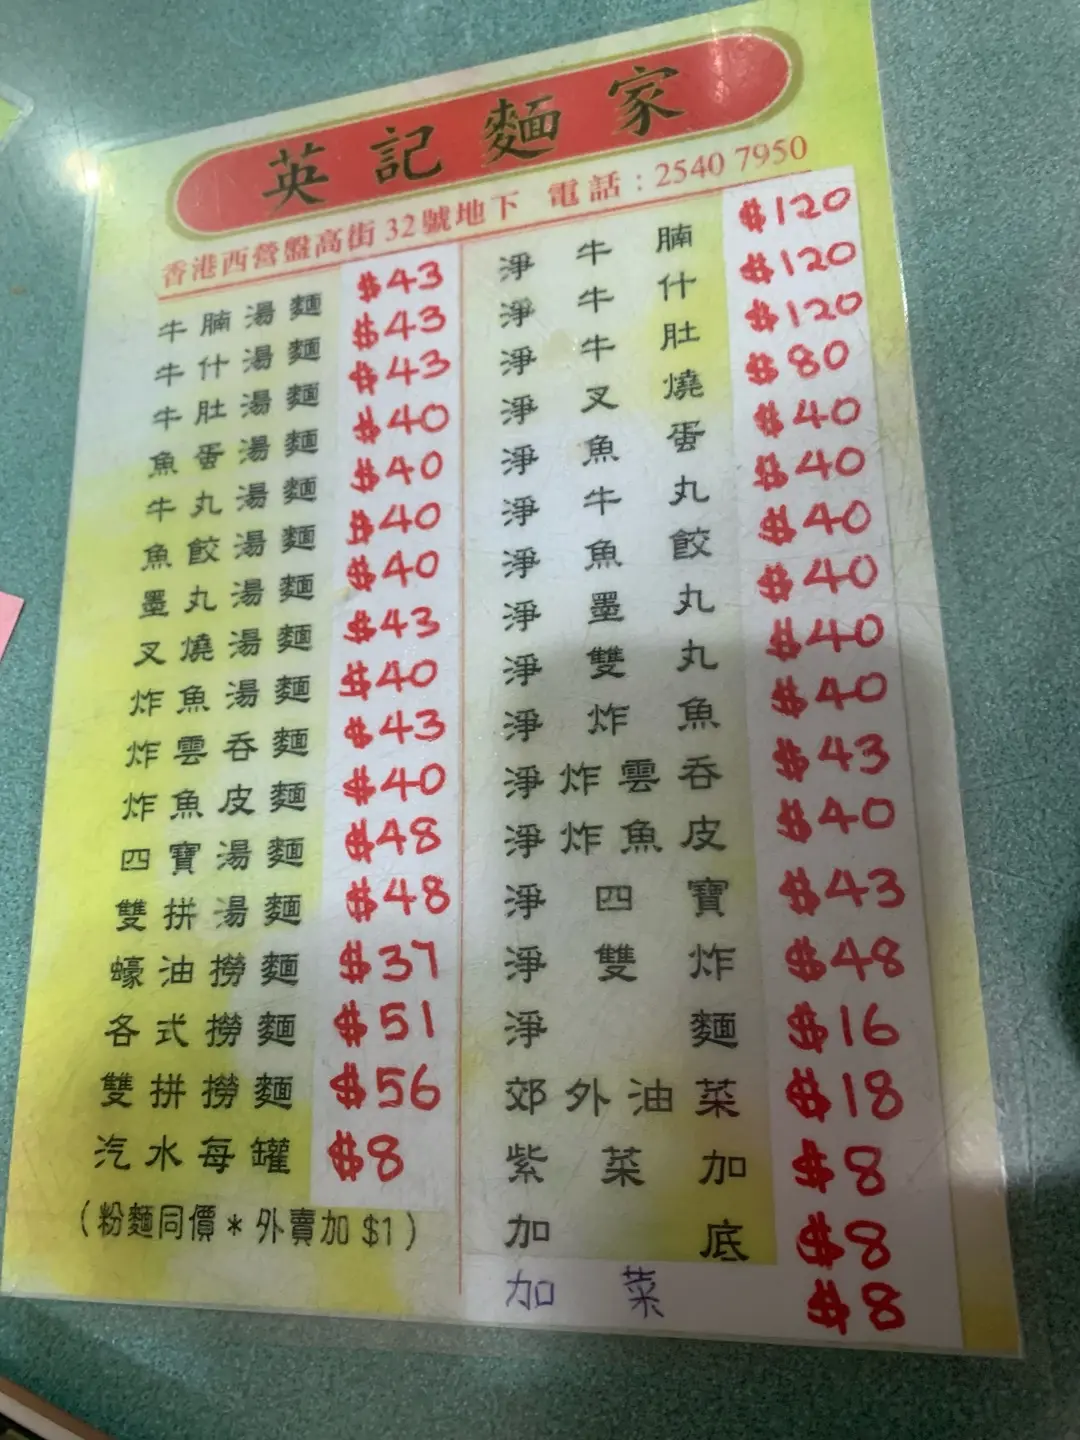 英記麵家
香港西營盤高街32號地下 電話：2540 7950
牛腩湯麵 $43
牛什湯麵 $43
牛肚湯麵 $43
魚蛋湯麵 $40
牛丸湯麵 $40
魚餃湯麵 $40
墨丸湯麵 $40
叉燒湯麵 $43
炸魚湯麵 $40
炸雲吞麵 $43
炸魚皮麵 $40
四寶湯麵 $48
雙拼湯麵 $48
蠔油撈麵 $37
各式撈麵 $51
雙拼撈麵 $56
汽水每罐 $8
（粉麵同價＊外賣加 $1）
淨牛腩 $120
淨牛什 $120
淨牛肚 $120
淨叉燒 $80
淨魚蛋 $40
淨牛丸 $40
淨魚餃 $40
淨墨丸 $40
淨雙丸 $40
淨炸魚 $40
淨炸雲吞 $43
淨炸魚皮 $40
淨四寶 $43
淨雙炸 $48
淨麵 $16
郊外油菜 $18
紫菜加 $8
加底 $8
加菜 $8